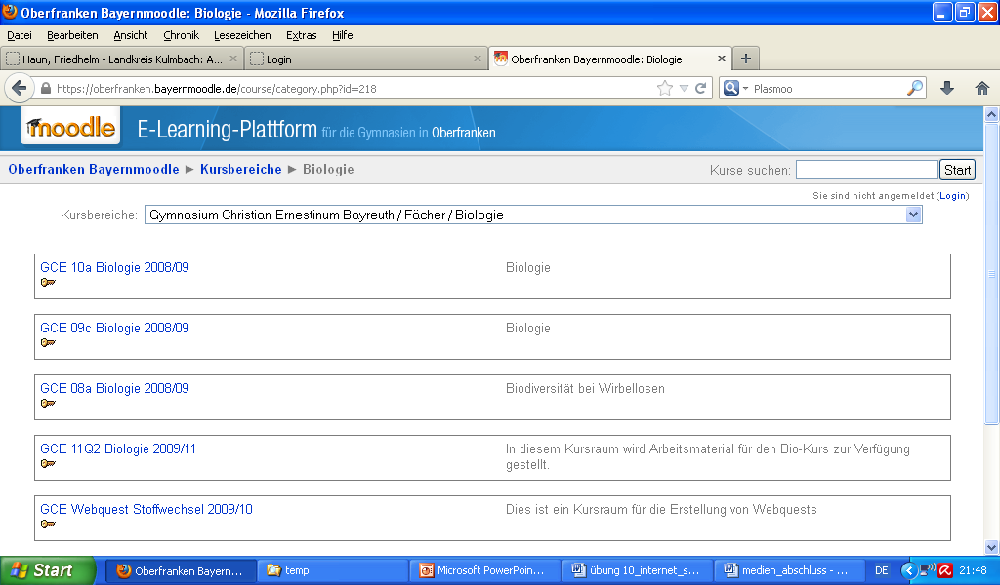 Oberfranken Bayernmoodle: Biologie - Mozilla Firefox
Datei Bearbeiten Ansicht Chronik Lesezeichen Extras Hilfe
Haun, Friedhelm - Landkreis Kulmbach: A... Login Oberfranken Bayernmoodle: Biologie
https://oberfranken.bayernmoodle.de/course/category.php?id=218 Plasmoo
moodle E-Learning-Plattform für die Gymnasien in Oberfranken
Oberfranken Bayernmoodle ► Kursbereiche ► Biologie Kurse suchen: Start
Sie sind nicht angemeldet (Login)
Kursbereiche: Gymnasium Christian-Ernestinum Bayreuth / Fächer / Biologie
GCE 10a Biologie 2008/09 Biologie
GCE 09c Biologie 2008/09 Biologie
GCE 08a Biologie 2008/09 Biodiversität bei Wirbellosen
GCE 11Q2 Biologie 2009/11 In diesem Kursraum wird Arbeitsmaterial für den Bio-Kurs zur Verfügung
gestellt.
GCE Webquest Stoffwechsel 2009/10 Dies ist ein Kursraum für die Erstellung von Webquests
Start Oberfranken Bayern... temp Microsoft PowerPoin... übung 10_internet_s... medien_abschluss - ... DE 21:48